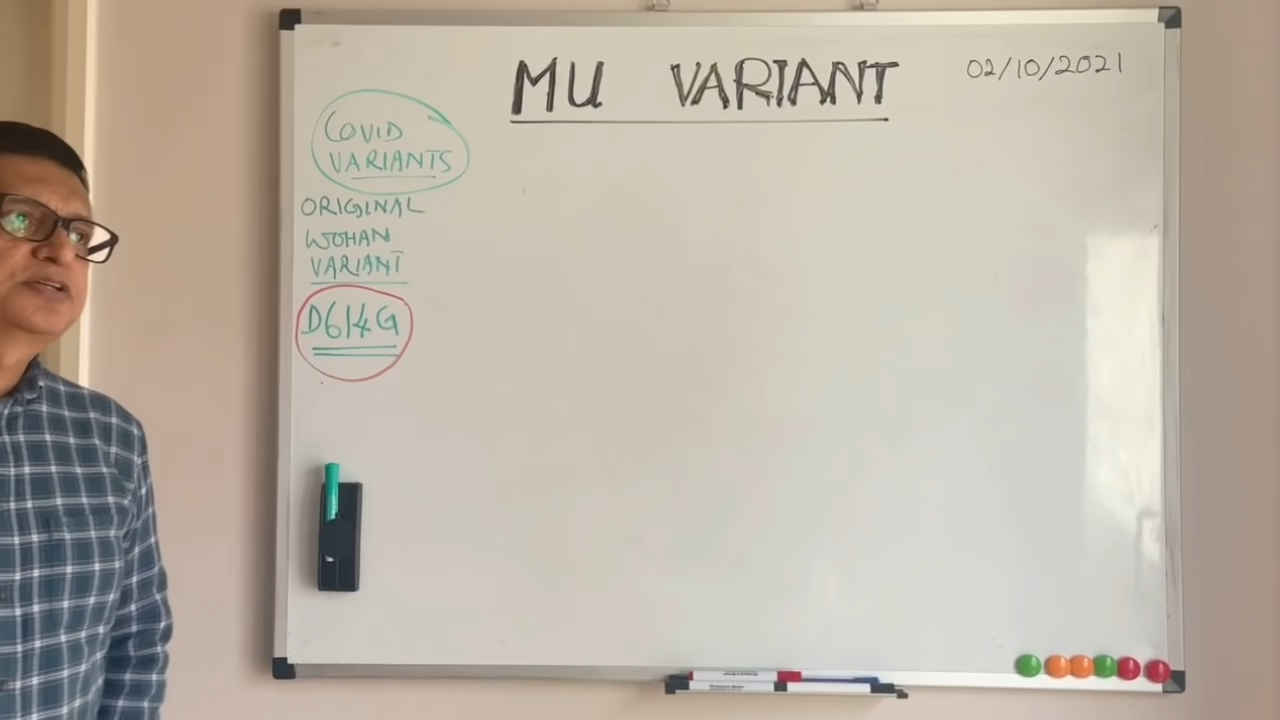 MU VARIANT
02/10/2021
COVID
VARIANTS
ORIGINAL
WUHAN
VARIANT
D614G